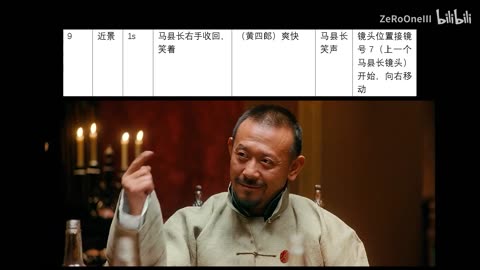 ZeRoOneIII bilibili
9 近景 1s 马县长右手收回, （黄四郎）爽快 马县长 镜头位置接镜
笑着 笑声 号 7（上一个
马县长镜头）
开始，向右移
动